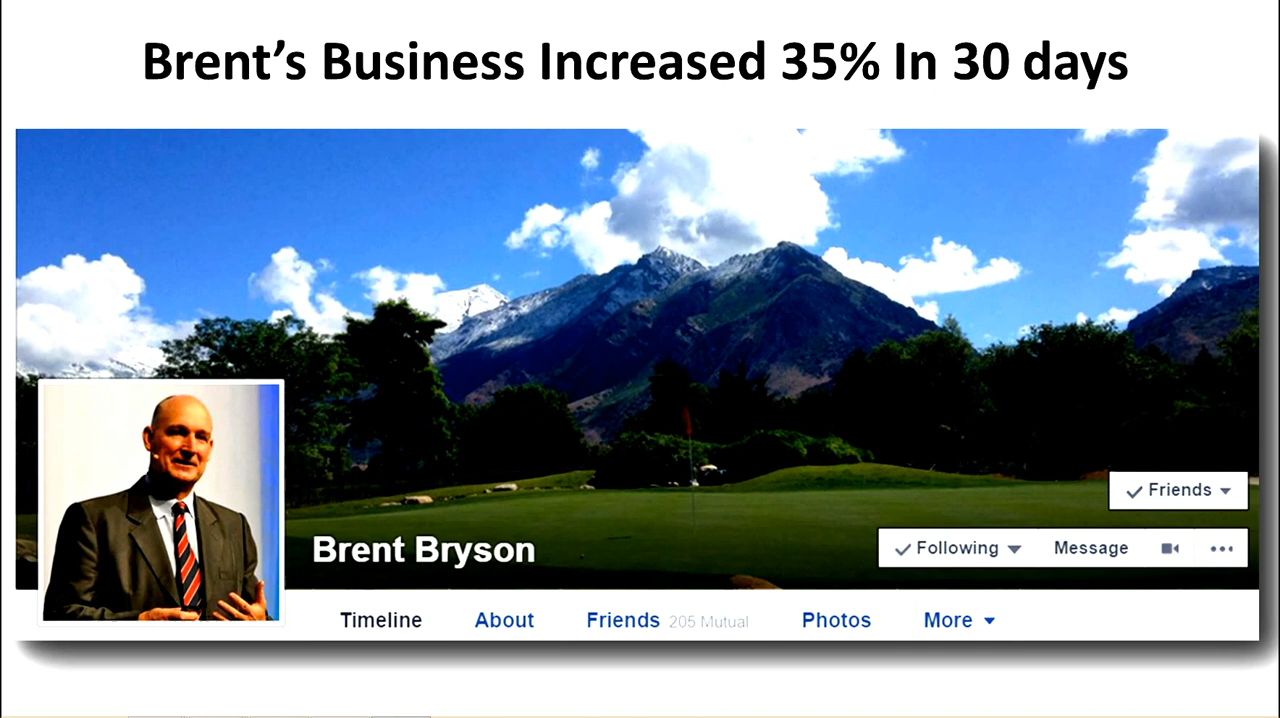 Brent's Business Increased 35% In 30 days
Friends
Brent Bryson
Following Message
Timeline About Friends 205 Mutual Photos More